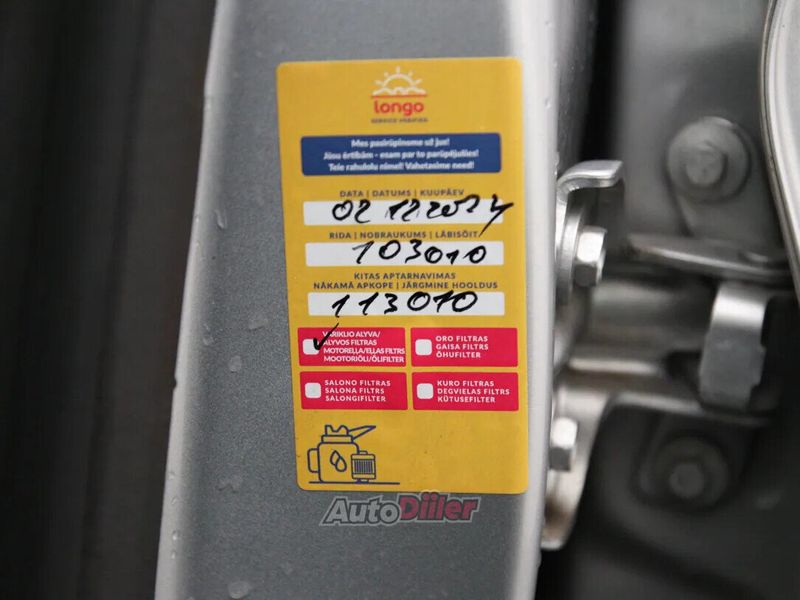 longo
Mes pasirūpinome už jus!
Jūsu ērtībām - esam par to parūpējušies!
Teie rahulolu nimel! Vahetasime need!
DATA | DATUMS | KUUPÄEV
02 12 2024
RIDA | NOBRAUKUMS | LÄBISÕIT
103010
KITAS APTARNAVIMAS
NĀKAMĀ APKOPE | JÄRGMINE HOOLDUS
113010
VARIKLIO ALYVA/
ALYVOS FILTRAS
MOTOREĻĻA/EĻĻAS FILTRS
MOOTORIÕLI/ÕLIFILTER
ORO FILTRAS
GAISA FILTRS
ÕHUFILTER
SALONO FILTRAS
SALONA FILTRS
SALONGIFILTER
KURO FILTRAS
DEGVIELAS FILTRS
KÜTUSEFILTER
AutoDiiler